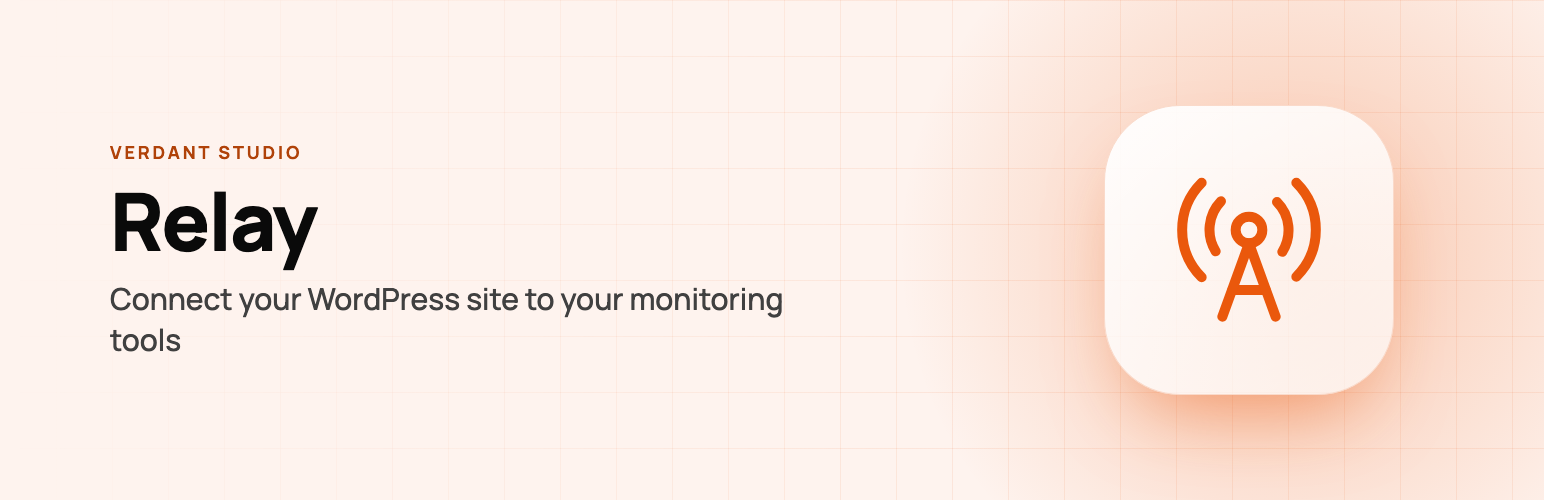 VERDANT STUDIO
Relay
Connect your WordPress site to your monitoring
tools